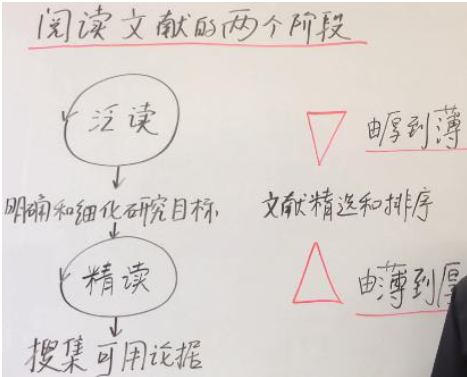 阅读文献的两个阶段
泛读
由厚到薄
明确和细化研究目标
文献精选和排序
精读
由薄到厚
搜集可用论据